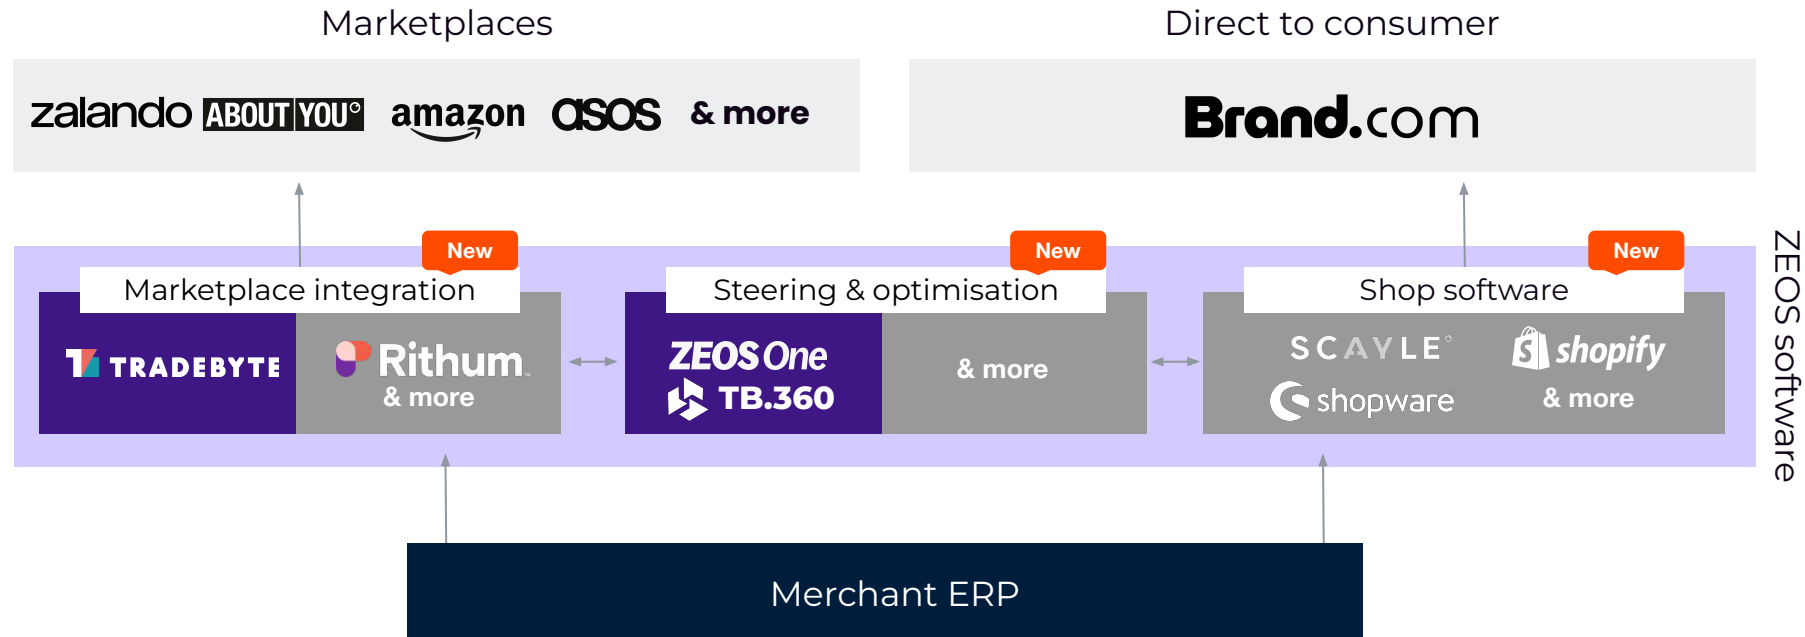 Marketplaces
Direct to consumer
zalando ABOUT YOU° amazon asos & more
Brand.com
New
New
New
Marketplace integration
Steering & optimisation
Shop software
TRADEBYTE
Rithum™
& more
ZEOS One
TB.360
& more
SCAYLE°
shopify
shopware
& more
ZEOS software
Merchant ERP